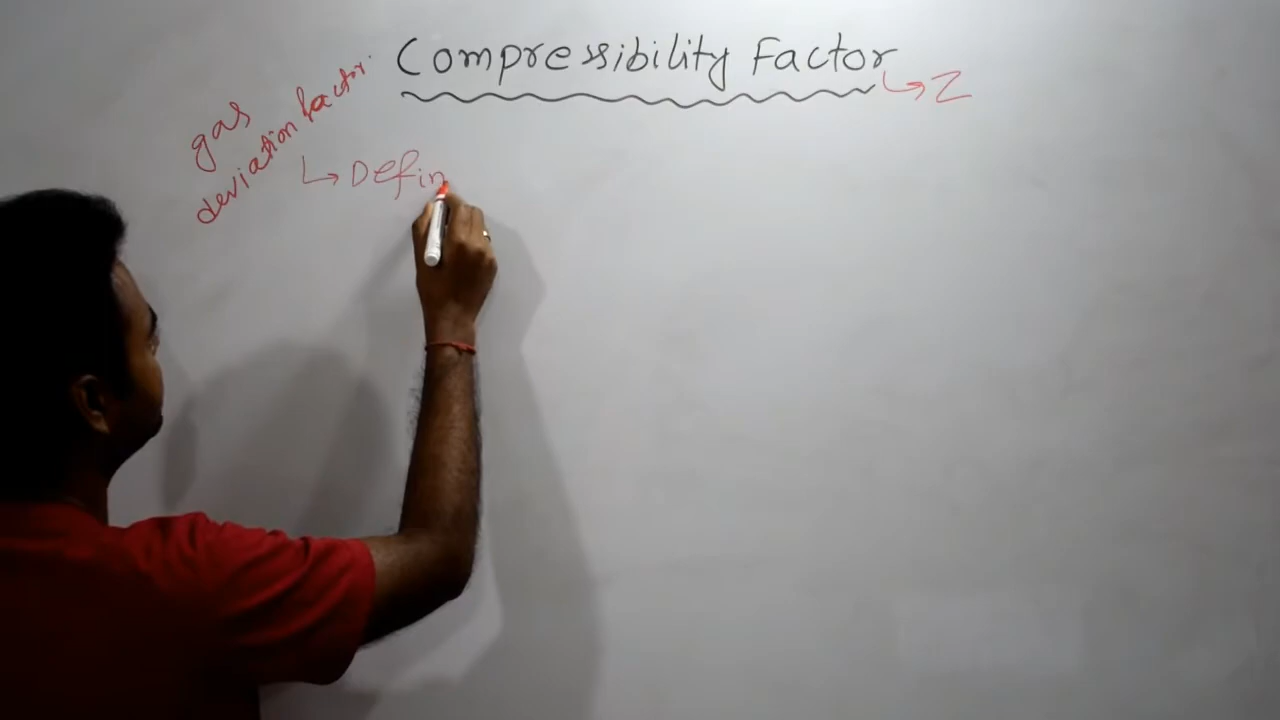 Compressibility Factor
↳ Z
gas
deviation factor.
↳ Defin